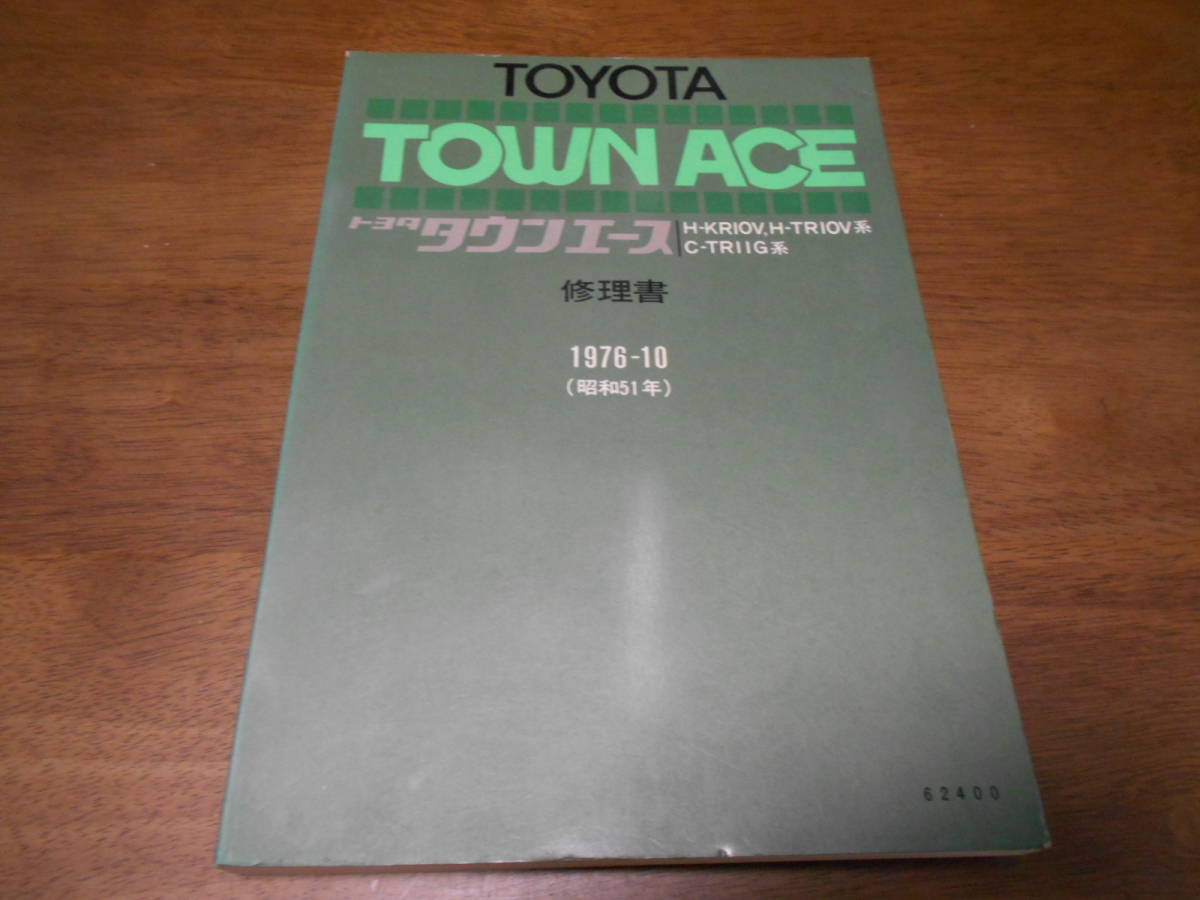 TOYOTA
TOWN ACE
トヨタ タウンエース
H-KR10V, H-TR10V系
C-TR11G系
修理書
1976-10
(昭和51年)
62400